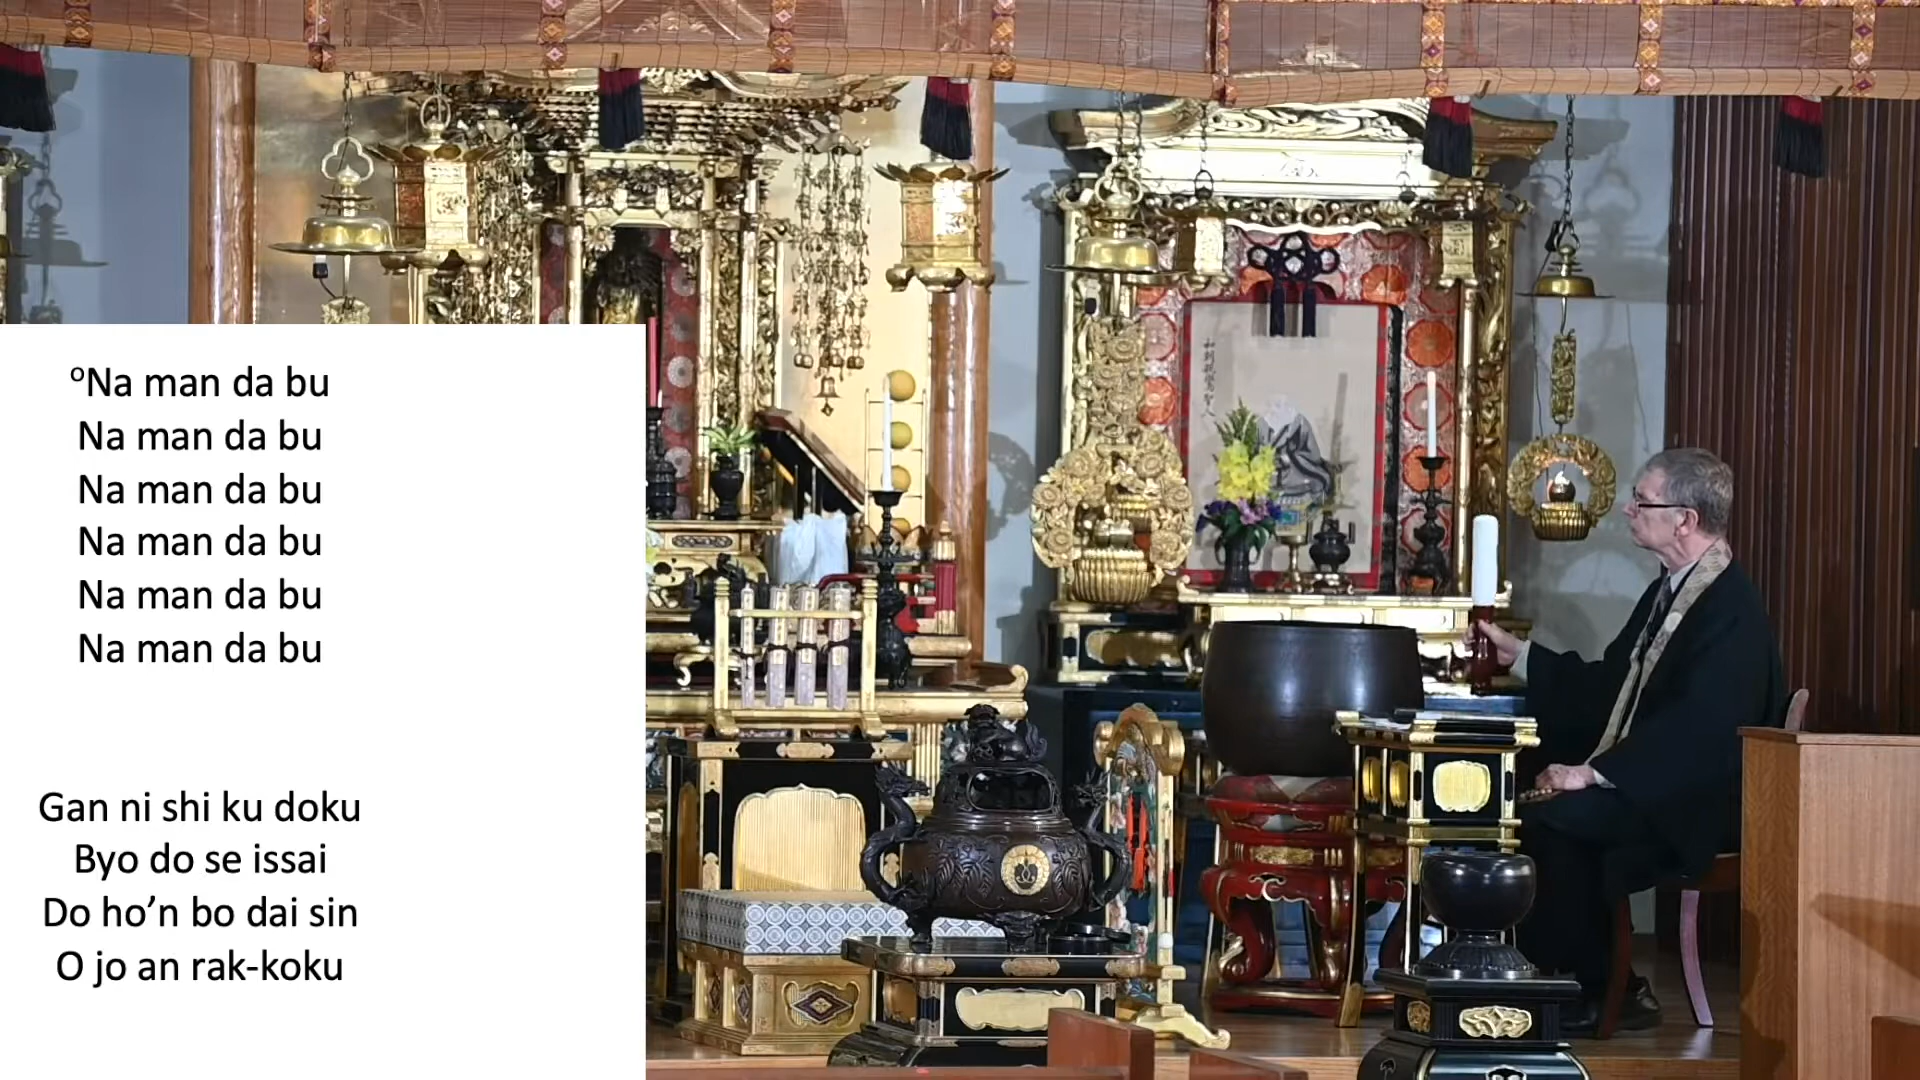 ºNa man da bu
Na man da bu
Na man da bu
Na man da bu
Na man da bu
Na man da bu
Gan ni shi ku doku
Byo do se issai
Do ho’n bo dai sin
O jo an rak-koku